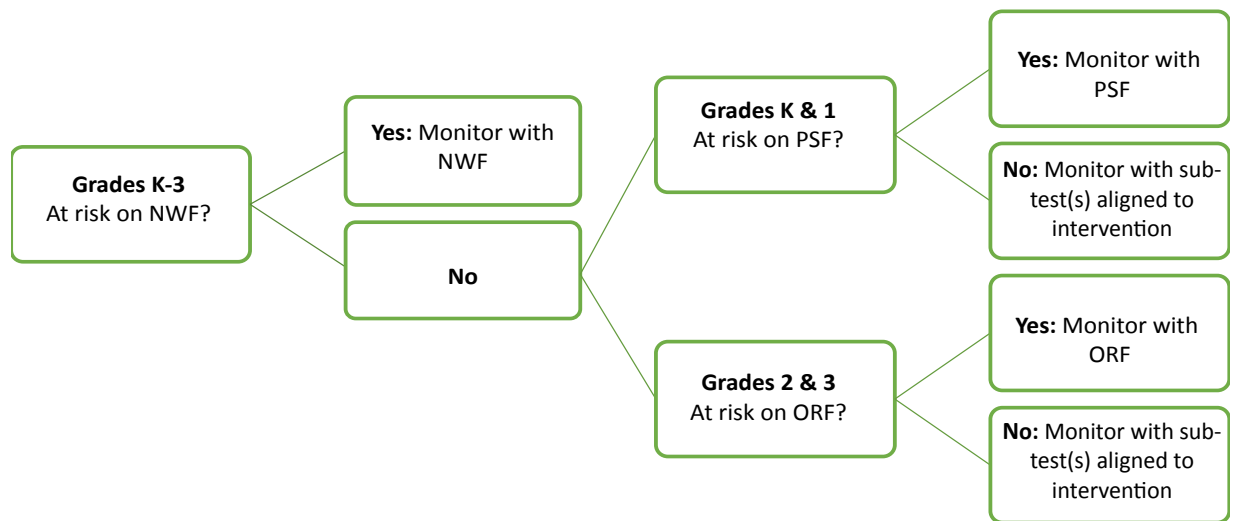 Grades K-3
At risk on NWF?
Yes: Monitor with
NWF
No
Grades K & 1
At risk on PSF?
Yes: Monitor with
PSF
No: Monitor with sub-
test(s) aligned to
intervention
Grades 2 & 3
At risk on ORF?
Yes: Monitor with
ORF
No: Monitor with sub-
test(s) aligned to
intervention